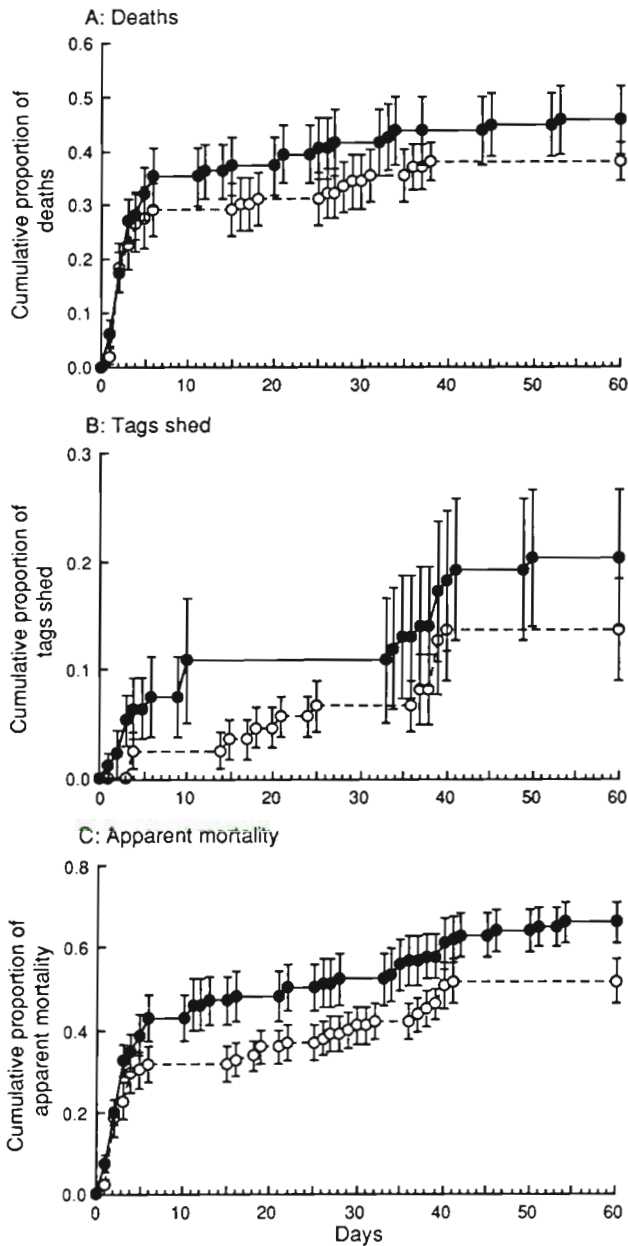 A: Deaths
0.6
0.5
0.4
0.3
0.2
0.1
0.0
Cumulative proportion of
deaths
0 10 20 30 40 50 60
B: Tags shed
0.3
0.2
0.1
0.0
Cumulative proportion of
tags shed
0 10 20 30 40 50 60
C: Apparent mortality
0.8
0.6
0.4
0.2
0.0
Cumulative proportion of
apparent mortality
0 10 20 30 40 50 60
Days